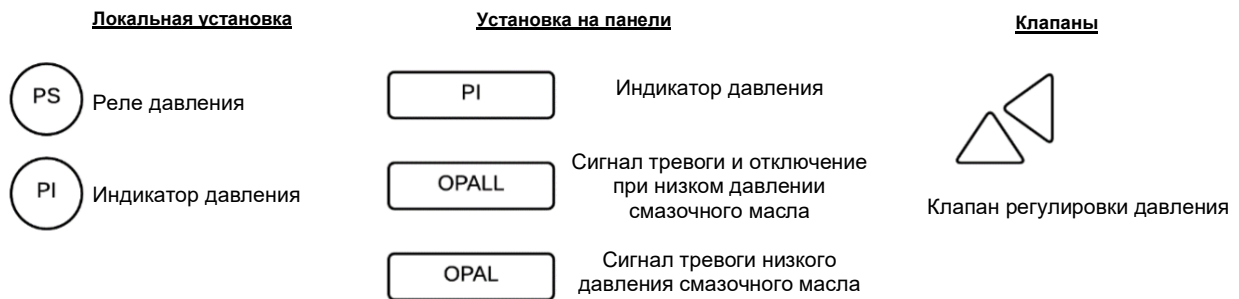 Локальная установка
Установка на панели
Клапаны
PS
Реле давления
PI
Индикатор давления
PI
Индикатор давления
OPALL
Сигнал тревоги и отключение
при низком давлении
смазочного масла
OPAL
Сигнал тревоги низкого
давления смазочного масла
Клапан регулировки давления